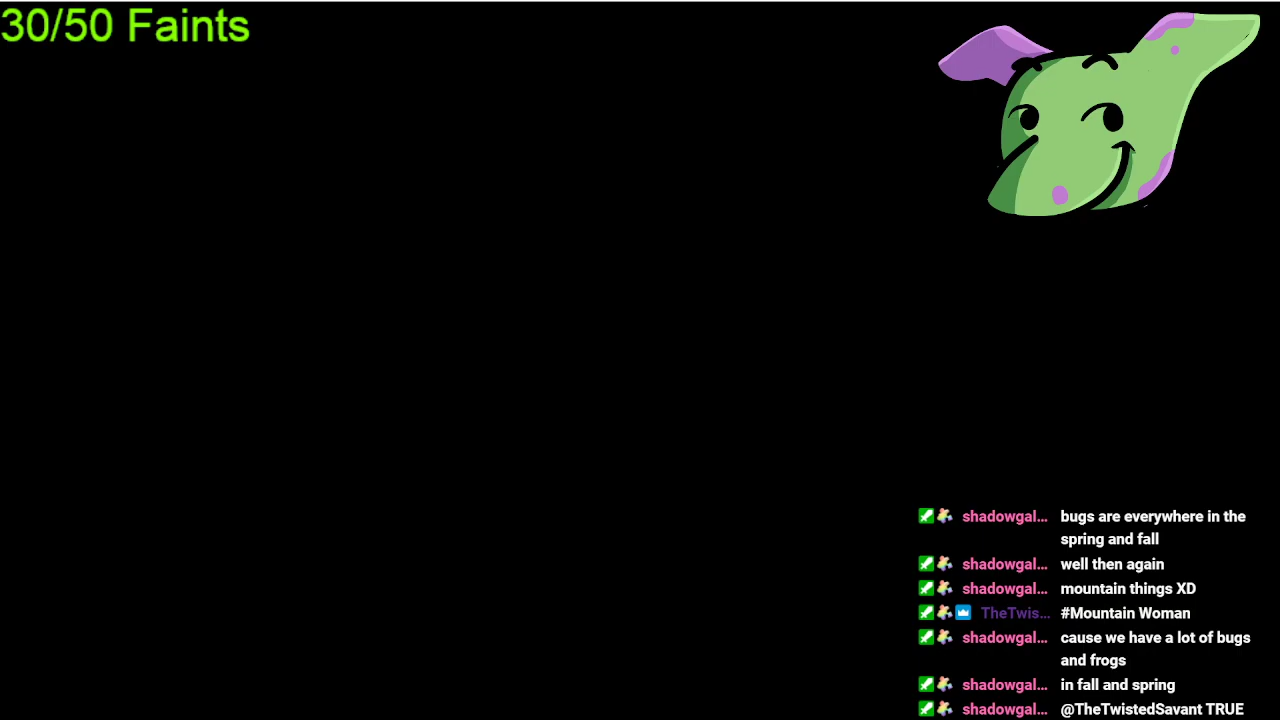 30/50 Faints
shadowgal... bugs are everywhere in the
spring and fall
shadowgal... well then again
shadowgal... mountain things XD
TheTwis... #Mountain Woman
shadowgal... cause we have a lot of bugs
and frogs
shadowgal... in fall and spring
shadowgal... @TheTwistedSavant TRUE